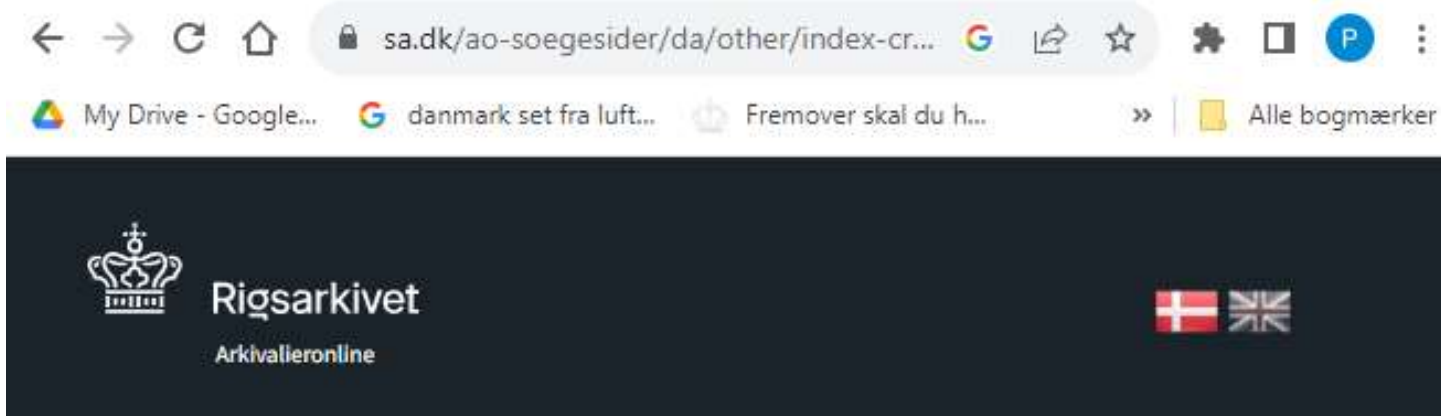 sa.dk/ao-soegesider/da/other/index-cr... G P
My Drive - Google... G danmark set fra luft... Fremover skal du h... » Alle bogmærker
Rigsarkivet
Arkivalieronline